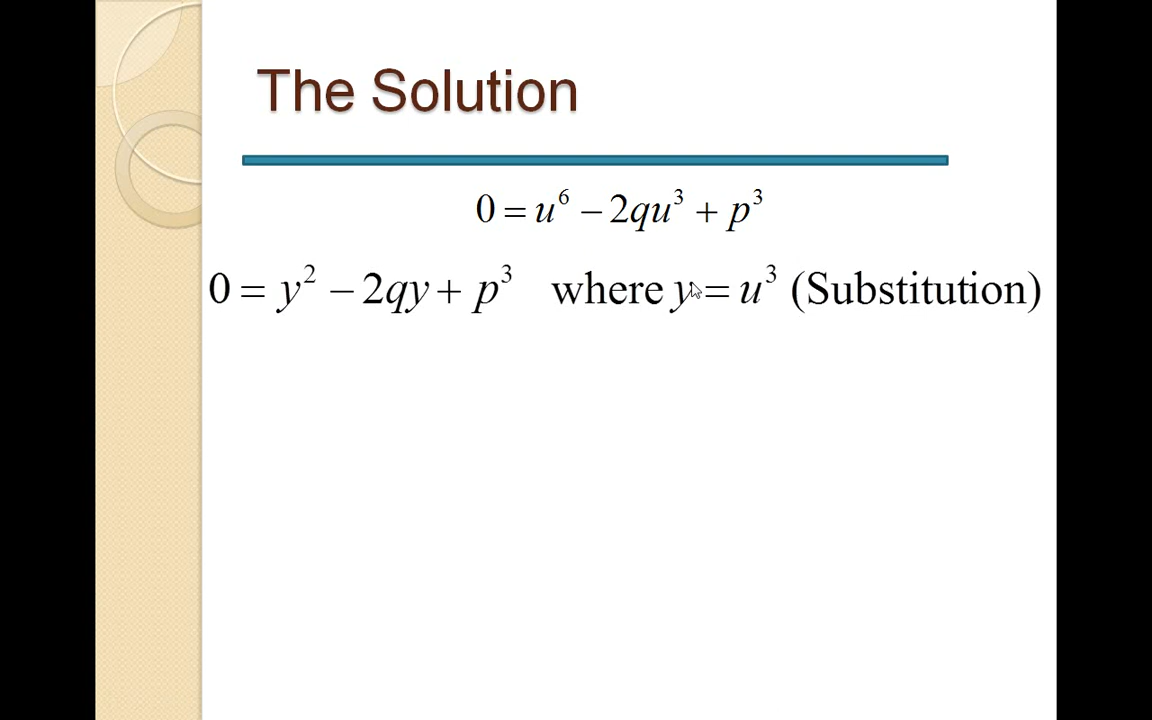 The Solution
0 = u⁶ − 2qu³ + p³
0 = y² − 2qy + p³ where y = u³ (Substitution)